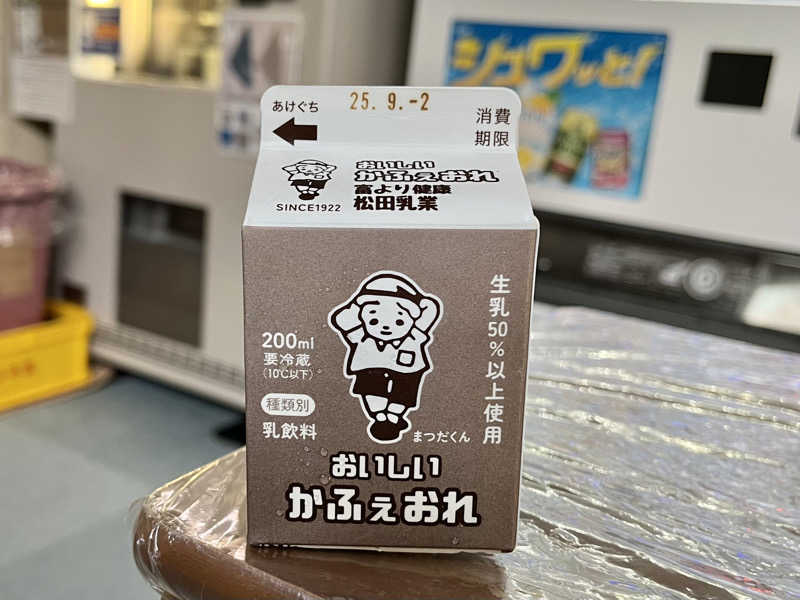 あけぐち
25. 9.-2
消費
期限
おいしい
かふぇおれ
富より健康
松田乳業
SINCE1922
生乳50%以上使用
200ml
要冷蔵
(10℃以下)
種類別
乳飲料
まつだくん
おいしい
かふぇおれ
シュワッと!